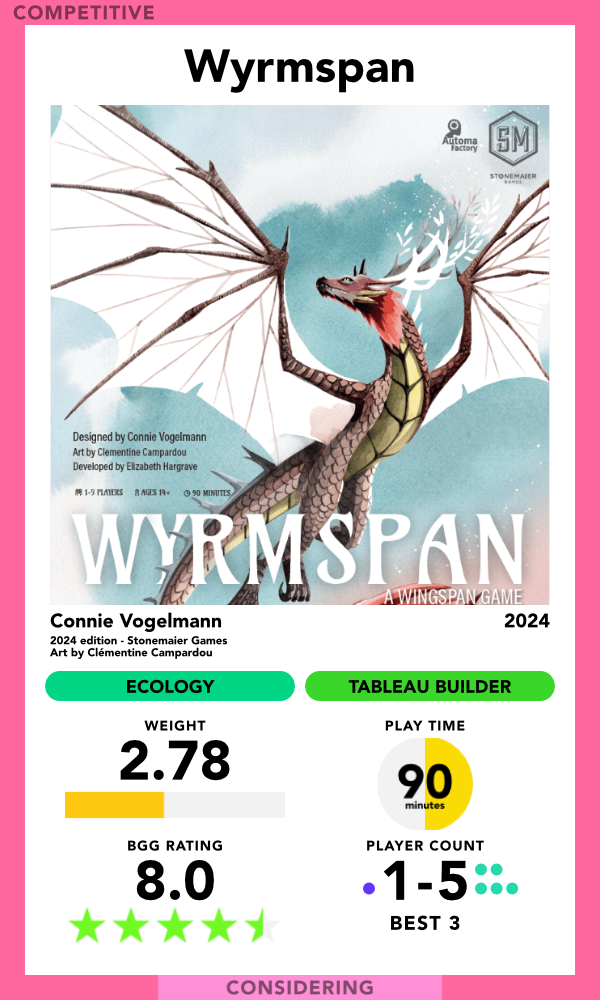 COMPETITIVE
Wyrmspan
Automa
Factory
SM
STONEMAIER
GAMES
Designed by Connie Vogelmann
Art by Clementine Campardou
Developed by Elizabeth Hargrave
1-5 PLAYERS AGES 14+ 90 MINUTES
WYRMSPAN
A WINGSPAN GAME
Connie Vogelmann 2024
2024 edition - Stonemaier Games
Art by Clémentine Campardou
ECOLOGY TABLEAU BUILDER
WEIGHT PLAY TIME
2.78 90
minutes
BGG RATING PLAYER COUNT
8.0 1-5
BEST 3
CONSIDERING